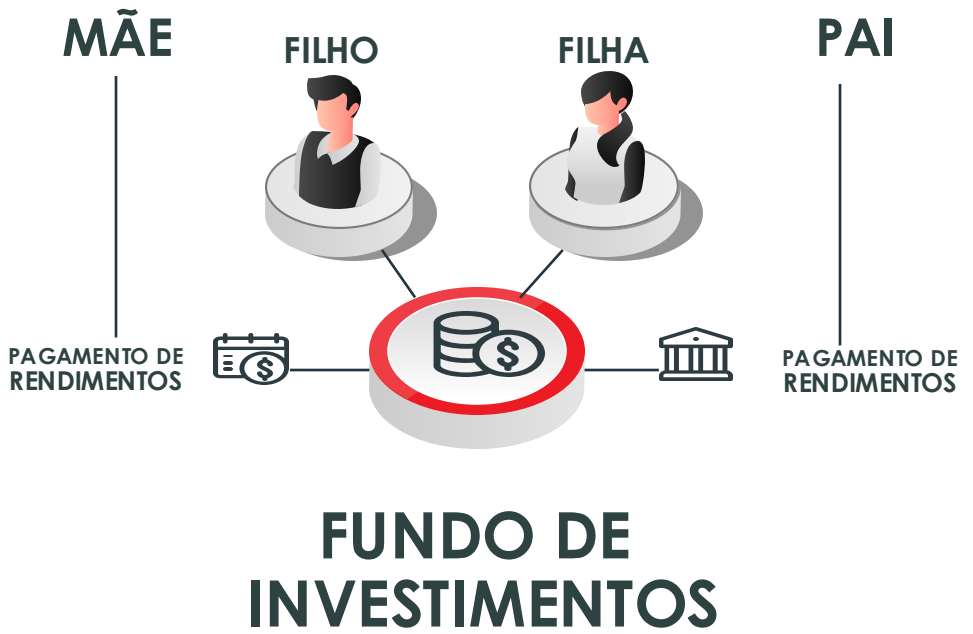 MÃE
FILHO
FILHA
PAI
PAGAMENTO DE
RENDIMENTOS
PAGAMENTO DE
RENDIMENTOS
FUNDO DE
INVESTIMENTOS